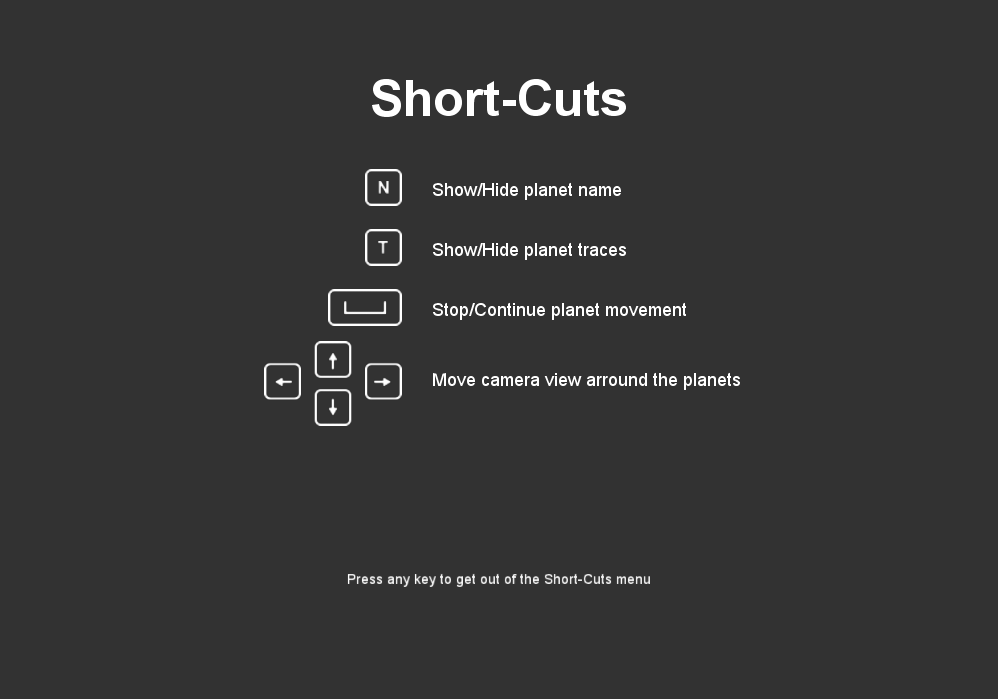 Short-Cuts
N Show/Hide planet name
T Show/Hide planet traces
Stop/Continue planet movement
Move camera view arround the planets
Press any key to get out of the Short-Cuts menu